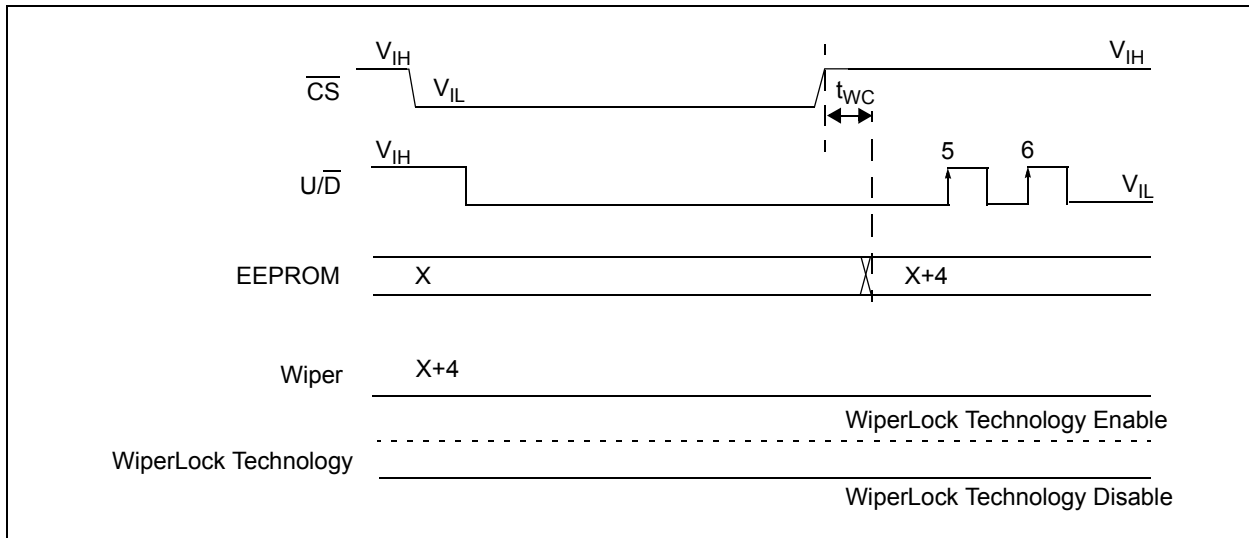 VIH
VIH
CS
VIL
tWC
VIH
5
6
U/D
VIL
EEPROM
X
X+4
Wiper
X+4
WiperLock Technology Enable
WiperLock Technology
WiperLock Technology Disable